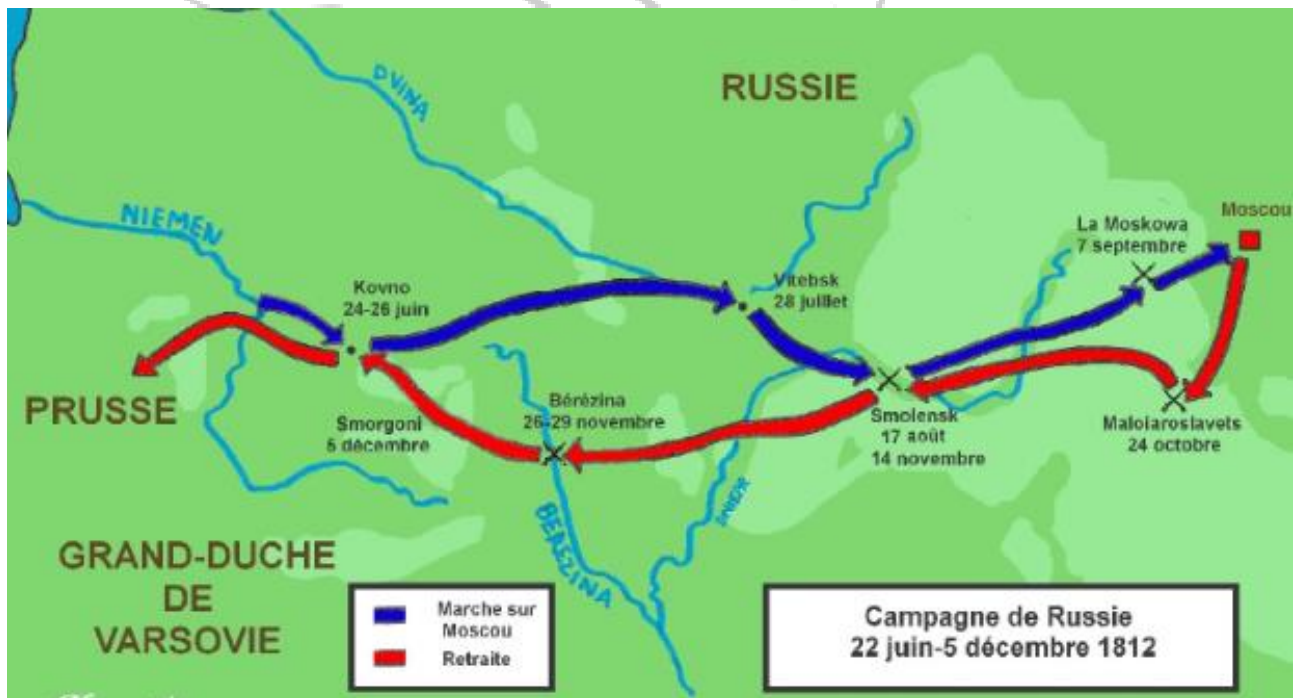 DVINA
RUSSIE
NIEMEN
Moscou
La Moskowa
7 septembre
Kovno
24-26 juin
Vitebsk
28 juillet
PRUSSE
Smorgoni
5 décembre
Bérézina
26-29 novembre
Smolensk
17 août
14 novembre
Maloiaroslavets
24 octobre
BEREZINA
GRAND-DUCHE
DE
VARSOVIE
Marche sur
Moscou
Retraite
Campagne de Russie
22 juin-5 décembre 1812